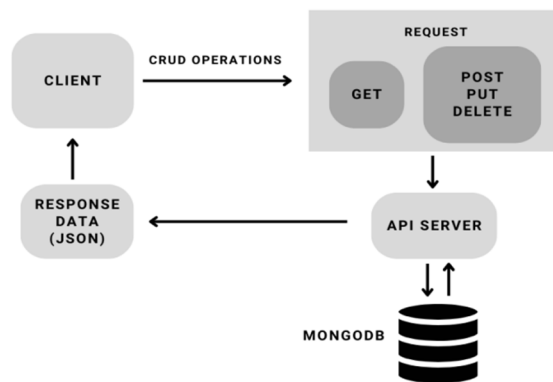 CLIENT
CRUD OPERATIONS
REQUEST
GET
POST
PUT
DELETE
RESPONSE
DATA
(JSON)
API SERVER
MONGODB